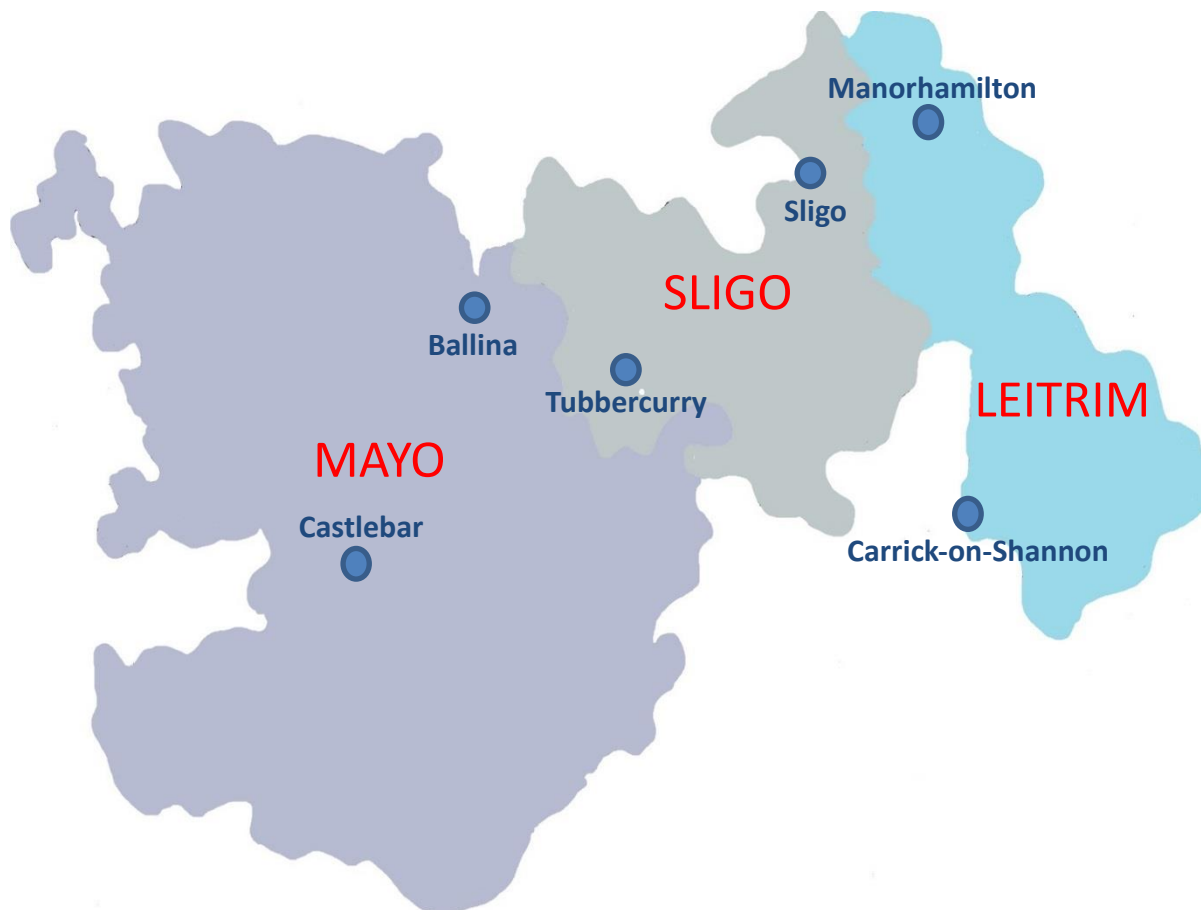 Manorhamilton
Sligo
SLIGO
Ballina
Tubbercurry
LEITRIM
MAYO
Castlebar
Carrick-on-Shannon